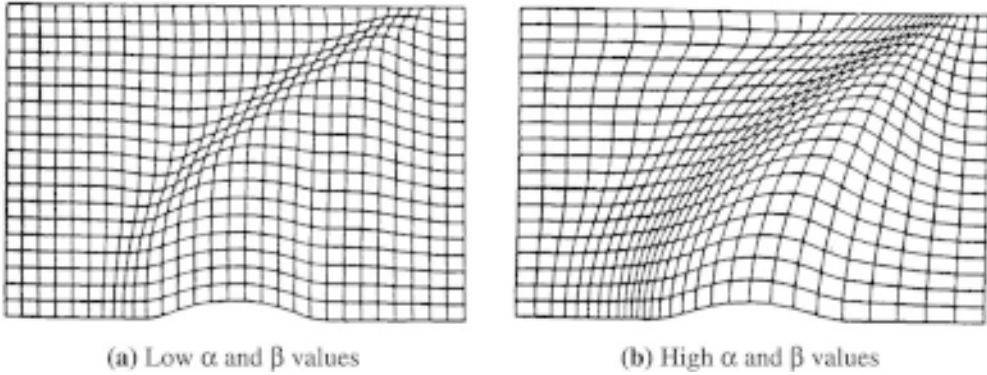 (a) Low α and β values
(b) High α and β values